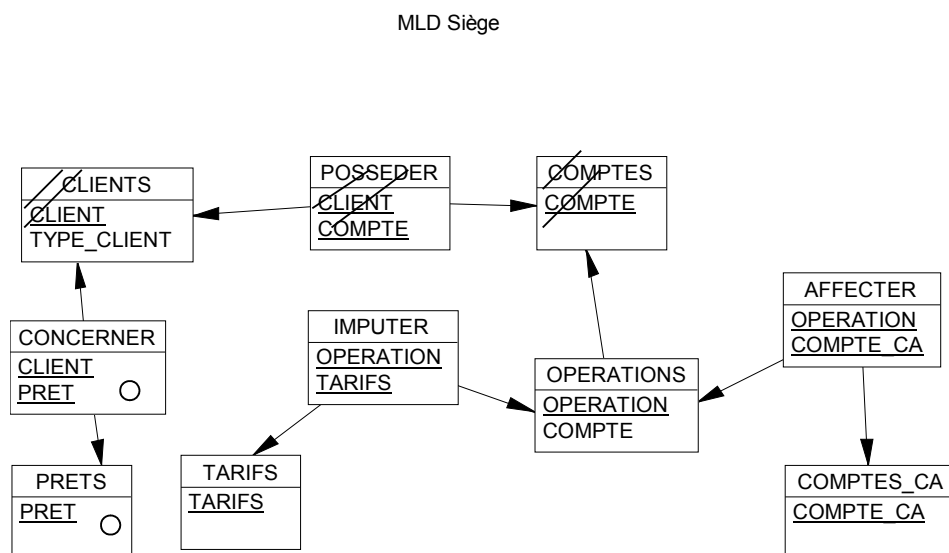 MLD Siège
CLIENTS
CLIENT
TYPE_CLIENT
POSSEDER
CLIENT
COMPTE
COMPTES
COMPTE
CONCERNER
CLIENT
PRET
IMPUTER
OPERATION
TARIFS
OPERATIONS
OPERATION
COMPTE
AFFECTER
OPERATION
COMPTE_CA
PRETS
PRET
TARIFS
TARIFS
COMPTES_CA
COMPTE_CA